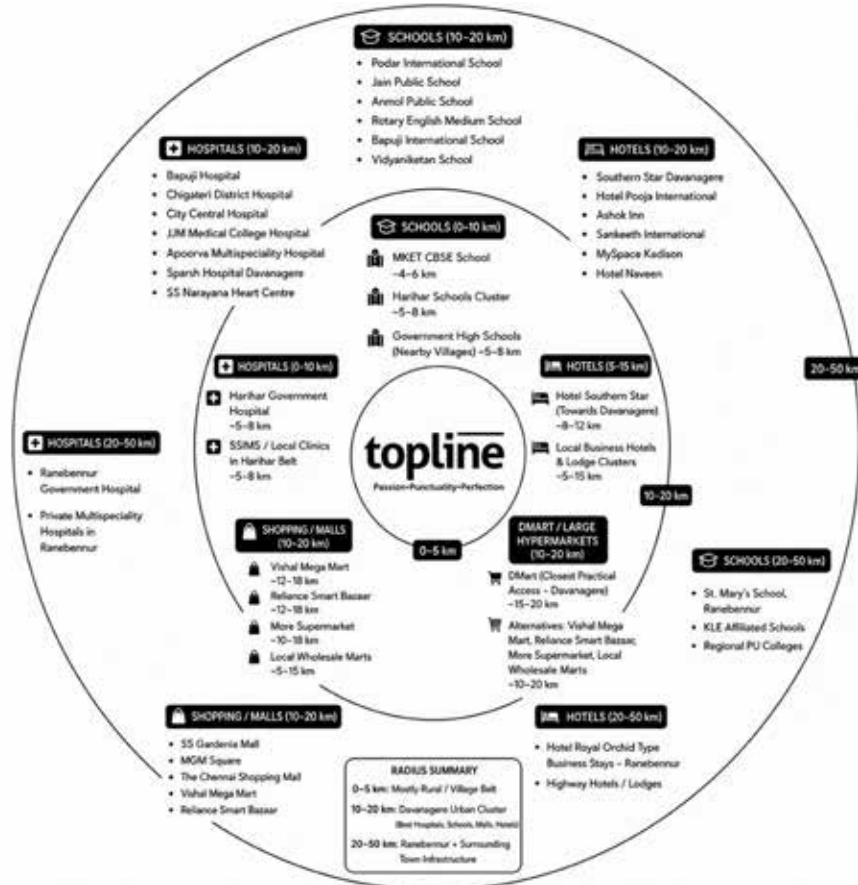 SCHOOLS (10–20 km)
• Podar International School
• Jain Public School
• Anmol Public School
• Rotary English Medium School
• Bapuji International School
• Vidyaniketan School
HOSPITALS (10–20 km)
• Bapuji Hospital
• Chigateri District Hospital
• City Central Hospital
• JJM Medical College Hospital
• Apoorva Multispeciality Hospital
• Sparsh Hospital Davanagere
• SS Narayana Heart Centre
HOTELS (10–20 km)
• Southern Star Davanagere
• Hotel Pooja International
• Ashok Inn
• Sankeeth International
• MySpace Kadison
• Hotel Naveen
SCHOOLS (0–10 km)
MKET CBSE School
~4–6 km
Harihar Schools Cluster
~5–8 km
Government High Schools
(Nearby Villages) ~5–8 km
HOSPITALS (0–10 km)
Harihar Government
Hospital
~5–8 km
SSIMS / Local Clinics
in Harihar Belt
~5–8 km
HOTELS (5–15 km)
Hotel Southern Star
(Towards Davanagere)
~8–12 km
Local Business Hotels
& Lodge Clusters
~5–15 km
20–50 km
topline
Passion•Punctuality•Perfection
HOSPITALS (20–50 km)
• Ranebennur
Government Hospital
• Private Multispeciality
Hospitals in
Ranebennur
10–20 km
0–5 km
SHOPPING / MALLS
(10–20 km)
Vishal Mega Mart
~12–18 km
Reliance Smart Bazaar
~12–18 km
More Supermarket
~10–18 km
Local Wholesale Marts
~5–15 km
DMART / LARGE
HYPERMARKETS
(10–20 km)
DMart (Closest Practical
Access – Davanagere)
~15–20 km
Alternatives: Vishal Mega
Mart, Reliance Smart Bazaar,
More Supermarket, Local
Wholesale Marts
~10–20 km
SCHOOLS (20–50 km)
• St. Mary's School,
Ranebennur
• KLE Affiliated Schools
• Regional PU Colleges
SHOPPING / MALLS (10–20 km)
• SS Gardenia Mall
• MGM Square
• The Chennai Shopping Mall
• Vishal Mega Mart
• Reliance Smart Bazaar
HOTELS (20–50 km)
• Hotel Royal Orchid Type
Business Stays – Ranebennur
• Highway Hotels / Lodges
RADIUS SUMMARY
0–5 km: Mostly Rural / Village Belt
10–20 km: Davanagere Urban Cluster
(Best Hospitals, Schools, Malls, Hotels)
20–50 km: Ranebennur + Surrounding
Town Infrastructure